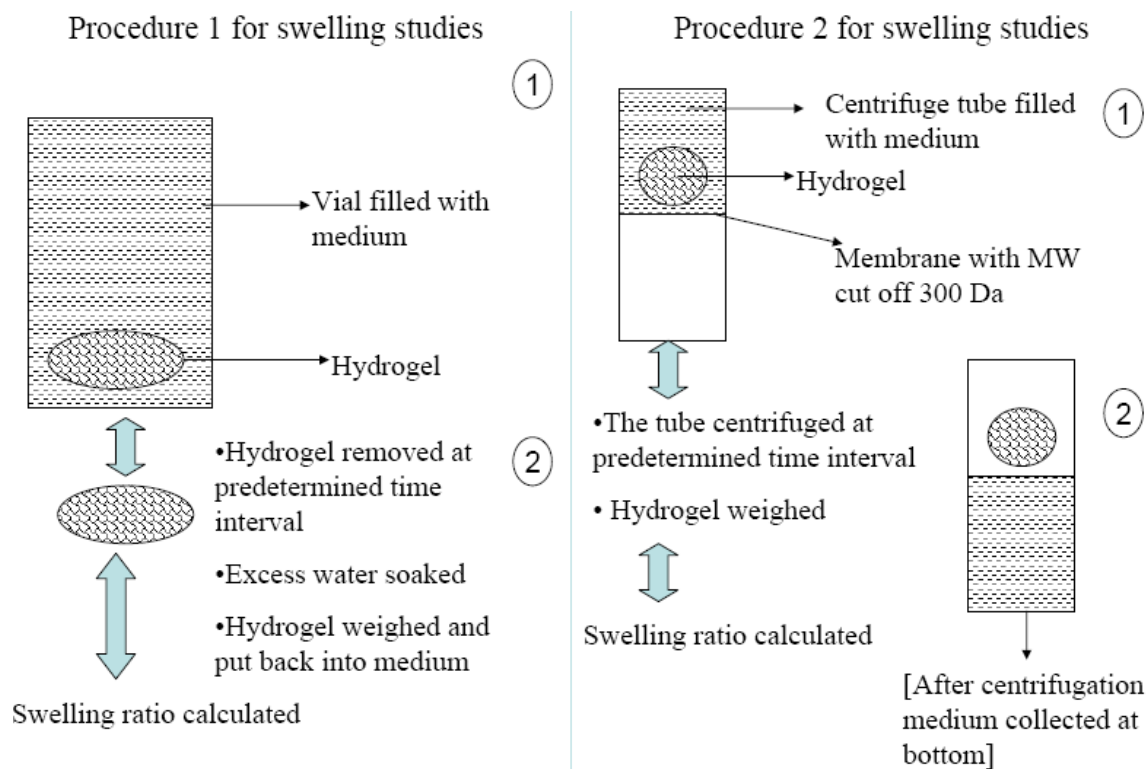 Procedure 1 for swelling studies
1
Vial filled with
medium
Hydrogel
•Hydrogel removed at
predetermined time
interval
2
•Excess water soaked
•Hydrogel weighed and
put back into medium
Swelling ratio calculated
Procedure 2 for swelling studies
Centrifuge tube filled
with medium
1
Hydrogel
Membrane with MW
cut off 300 Da
•The tube centrifuged at
predetermined time interval
2
• Hydrogel weighed
Swelling ratio calculated
[After centrifugation
medium collected at
bottom]